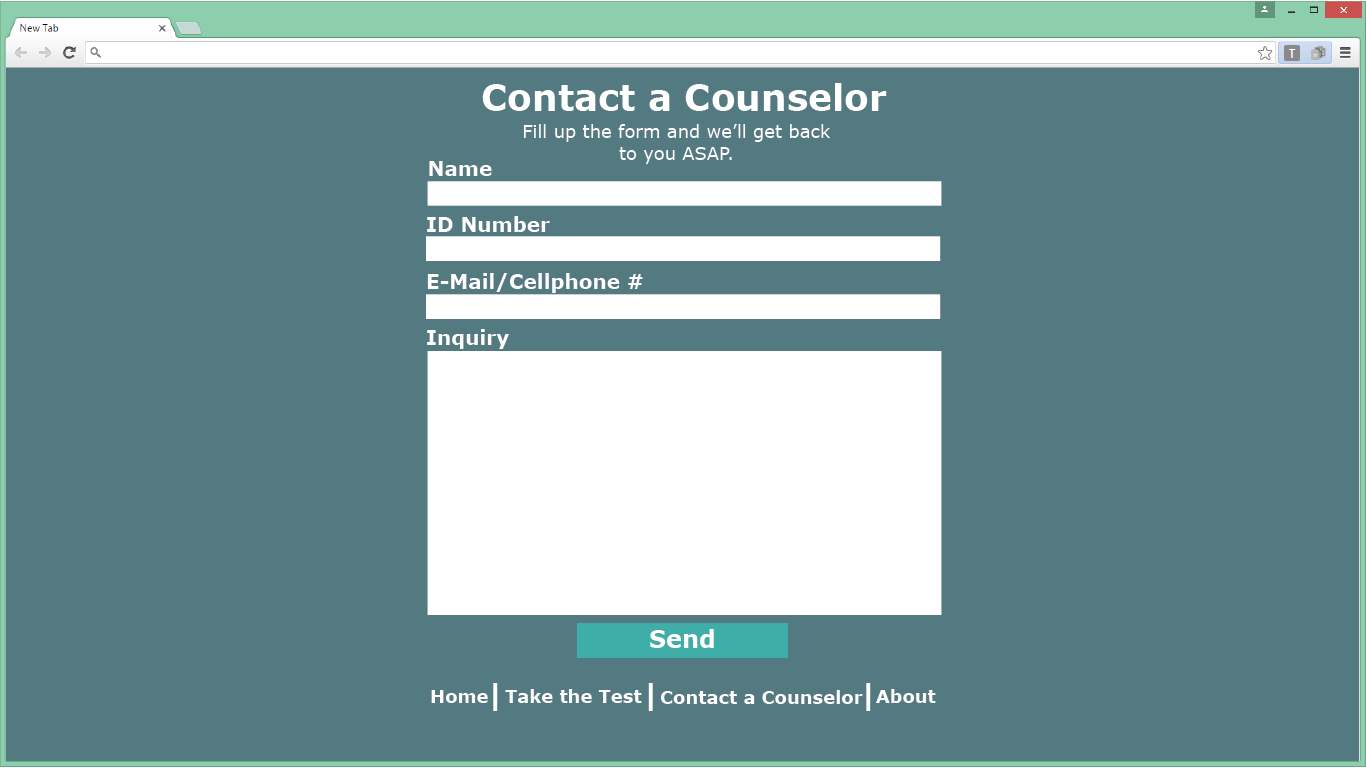 New Tab
T
Contact a Counselor
Fill up the form and we’ll get back
to you ASAP.
Name
ID Number
E-Mail/Cellphone #
Inquiry
Send
Home | Take the Test | Contact a Counselor | About